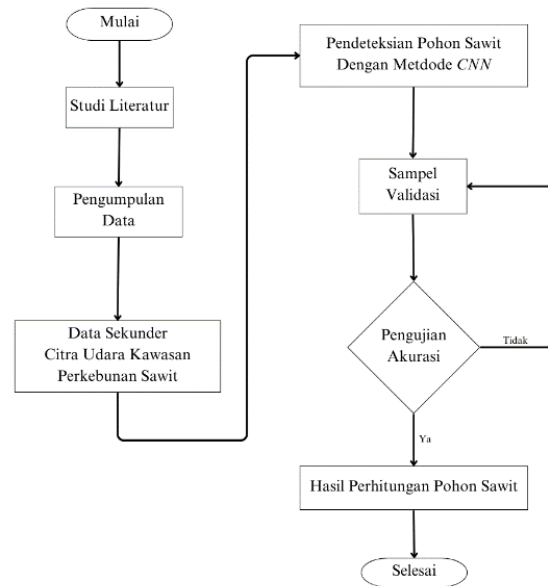 Mulai
Studi Literatur
Pengumpulan
Data
Data Sekunder
Citra Udara Kawasan
Perkebunan Sawit
Pendeteksian Pohon Sawit
Dengan Metdode CNN
Sampel
Validasi
Pengujian
Akurasi
Tidak
Ya
Hasil Perhitungan Pohon Sawit
Selesai